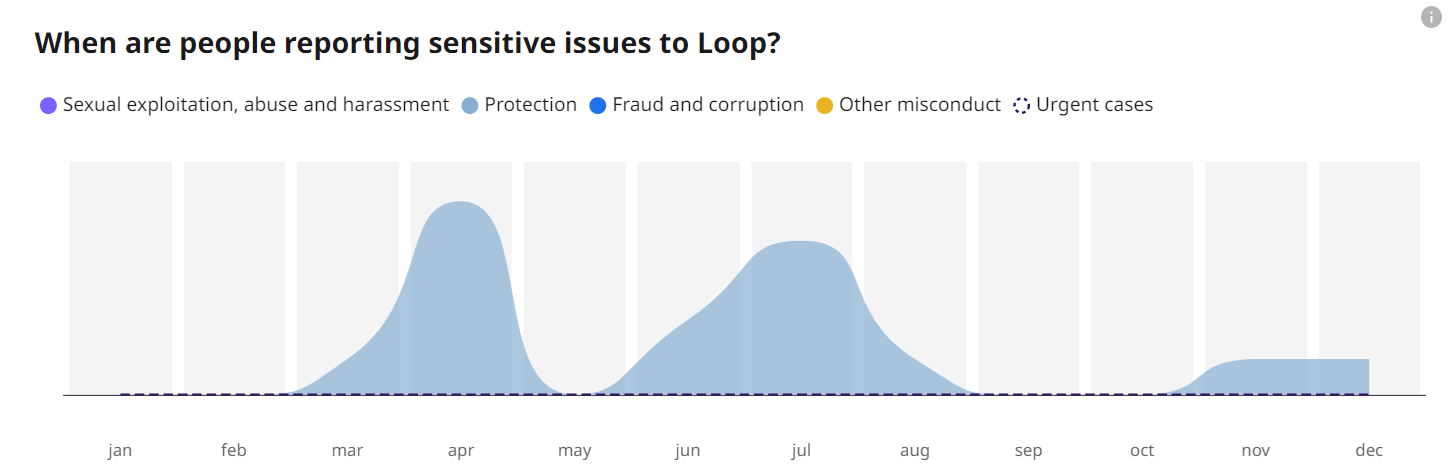 When are people reporting sensitive issues to Loop?
Sexual exploitation, abuse and harassment Protection Fraud and corruption Other misconduct Urgent cases
jan feb mar apr may jun jul aug sep oct nov dec